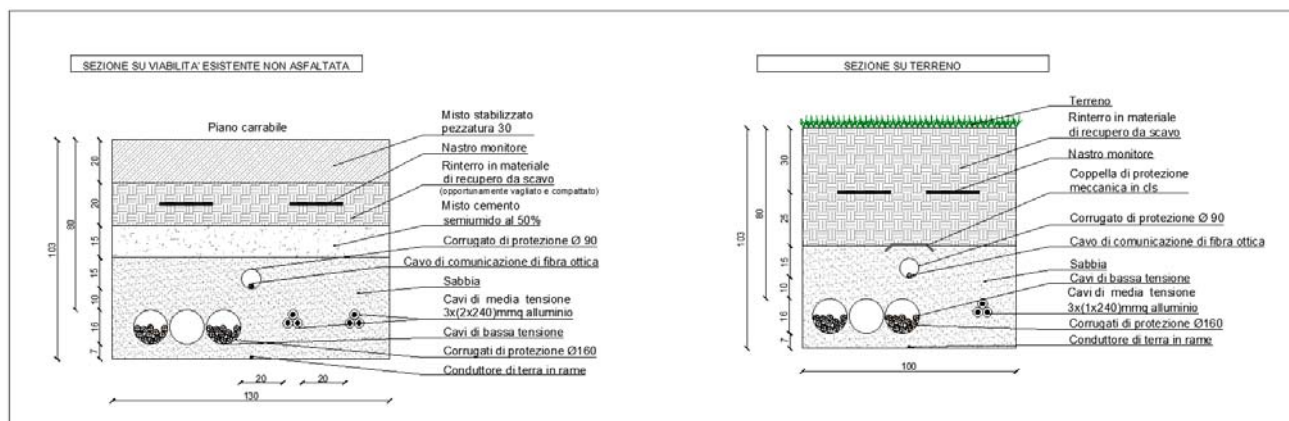 SEZIONE SU VIABILITA' ESISTENTE NON ASFALTATA
Piano carrabile
Misto stabilizzato
pezzatura 30
Nastro monitore
Rinterro in materiale
di recupero da scavo
(opportunamente vagliato e compattato)
Misto cemento
semiumido al 50%
Corrugato di protezione Ø 90
Cavo di comunicazione di fibra ottica
Sabbia
Cavi di media tensione
3x(2x240)mmq alluminio
Cavi di bassa tensione
Corrugati di protezione Ø160
Conduttore di terra in rame
103
80
20
20
15
15
10
16
7
20
20
130
SEZIONE SU TERRENO
Terreno
Rinterro in materiale
di recupero da scavo
Nastro monitore
Coppella di protezione
meccanica in cls
Corrugato di protezione Ø 90
Cavo di comunicazione di fibra ottica
Sabbia
Cavi di bassa tensione
Cavi di media tensione
3x(1x240)mmq alluminio
Corrugati di protezione Ø160
Conduttore di terra in rame
103
80
30
25
15
10
16
7
100